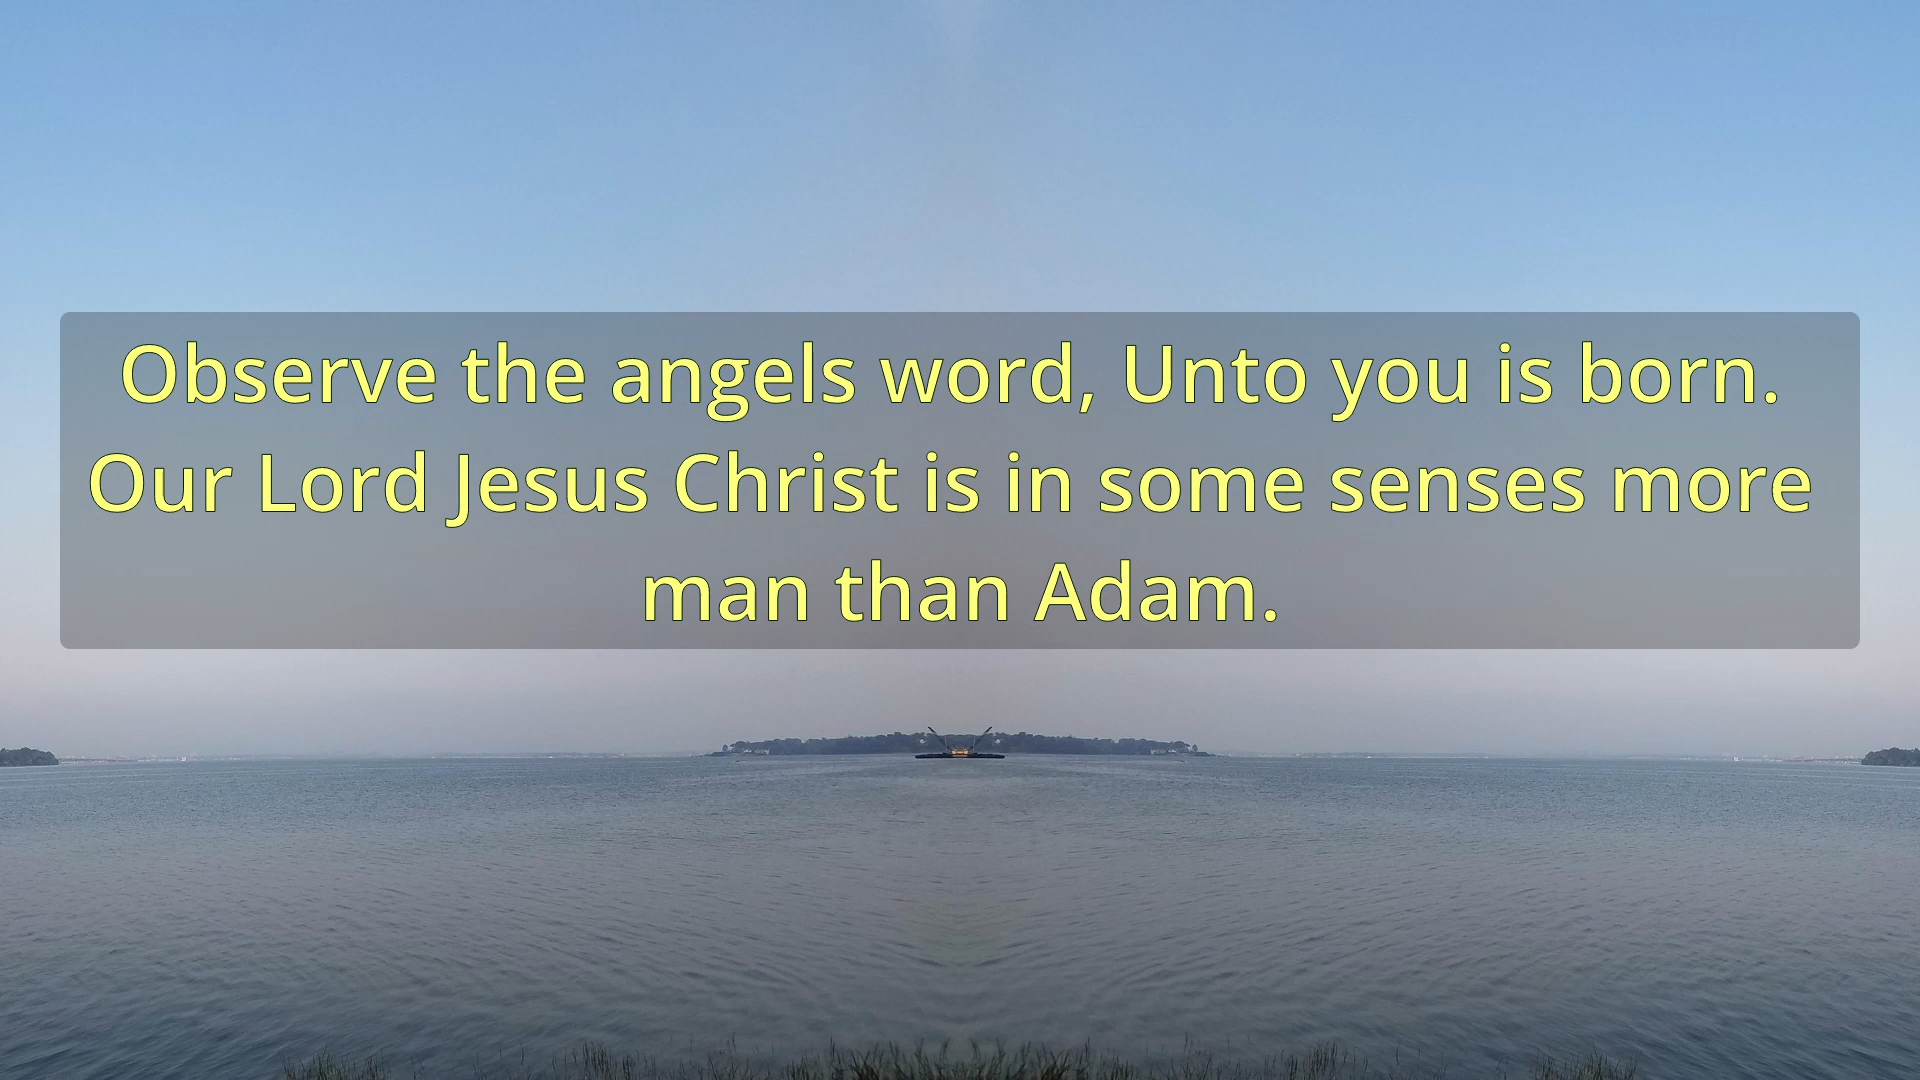 Observe the angels word, Unto you is born.
Our Lord Jesus Christ is in some senses more
man than Adam.